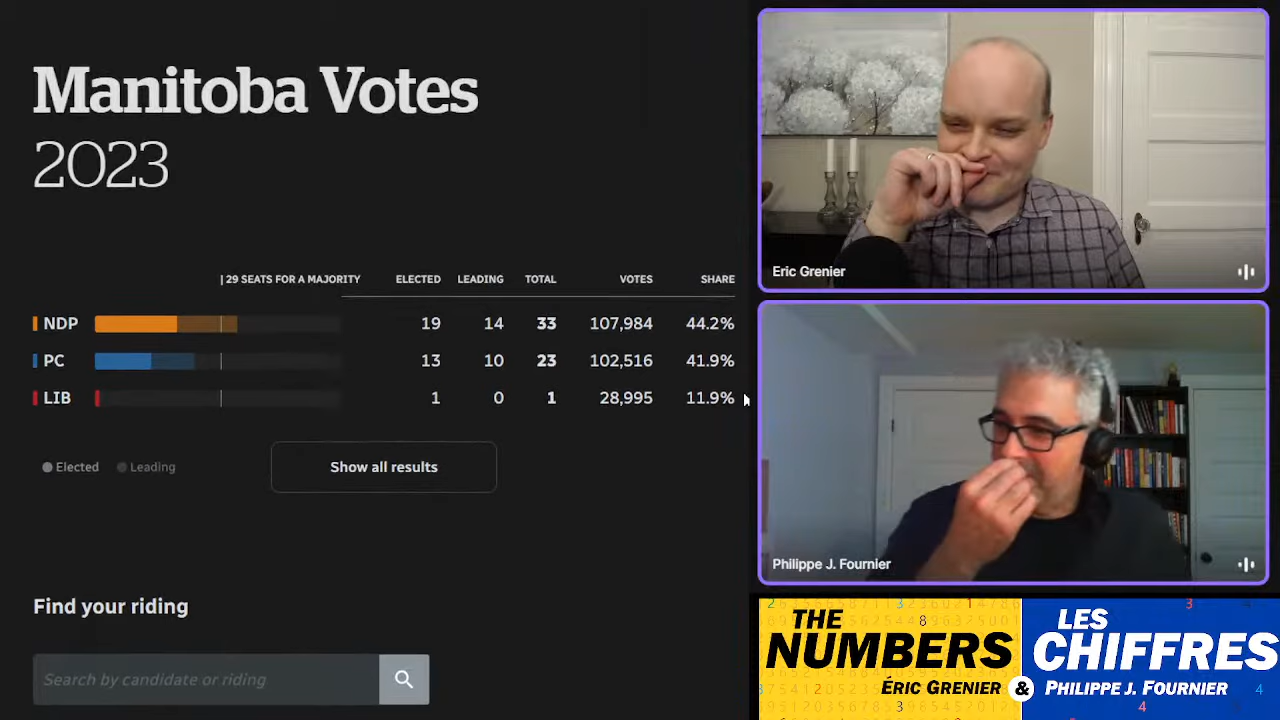 Manitoba Votes
2023
| 29 SEATS FOR A MAJORITY ELECTED LEADING TOTAL VOTES SHARE
NDP 19 14 33 107,984 44.2%
PC 13 10 23 102,516 41.9%
LIB 1 0 1 28,995 11.9%
Elected Leading
Show all results
Find your riding
Search by candidate or riding
Eric Grenier
Philippe J. Fournier
THE
NUMBERS
ÉRIC GRENIER
&
LES
CHIFFRES
PHILIPPE J. FOURNIER